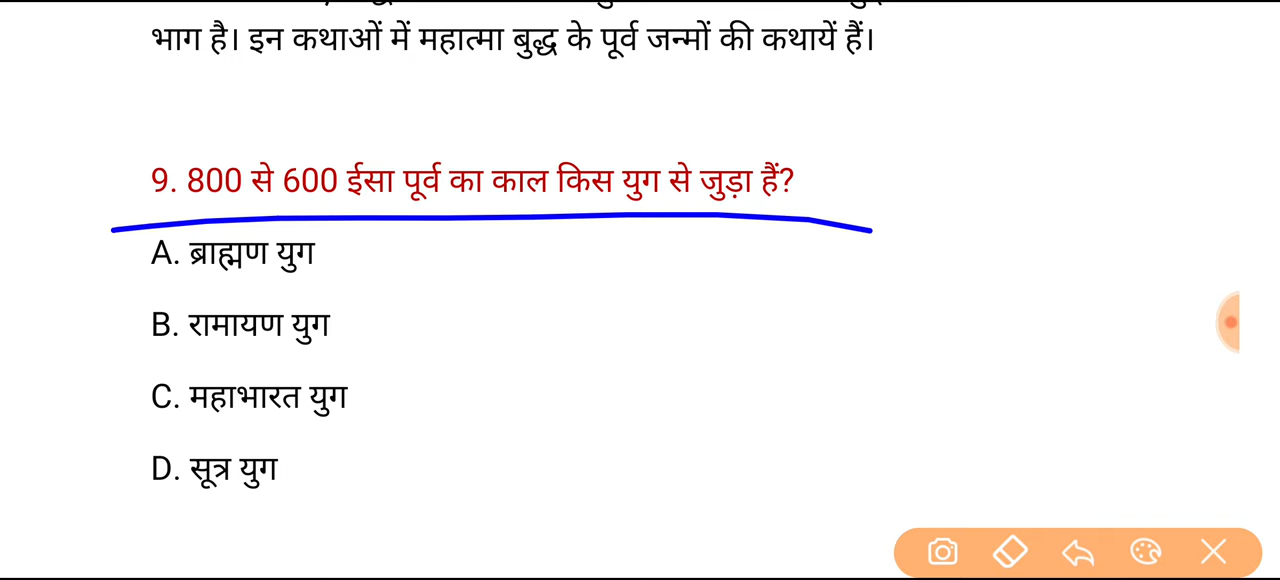 भाग है। इन कथाओं में महात्मा बुद्ध के पूर्व जन्मों की कथायें हैं।
9. 800 से 600 ईसा पूर्व का काल किस युग से जुड़ा हैं?
A. ब्राह्मण युग
B. रामायण युग
C. महाभारत युग
D. सूत्र युग